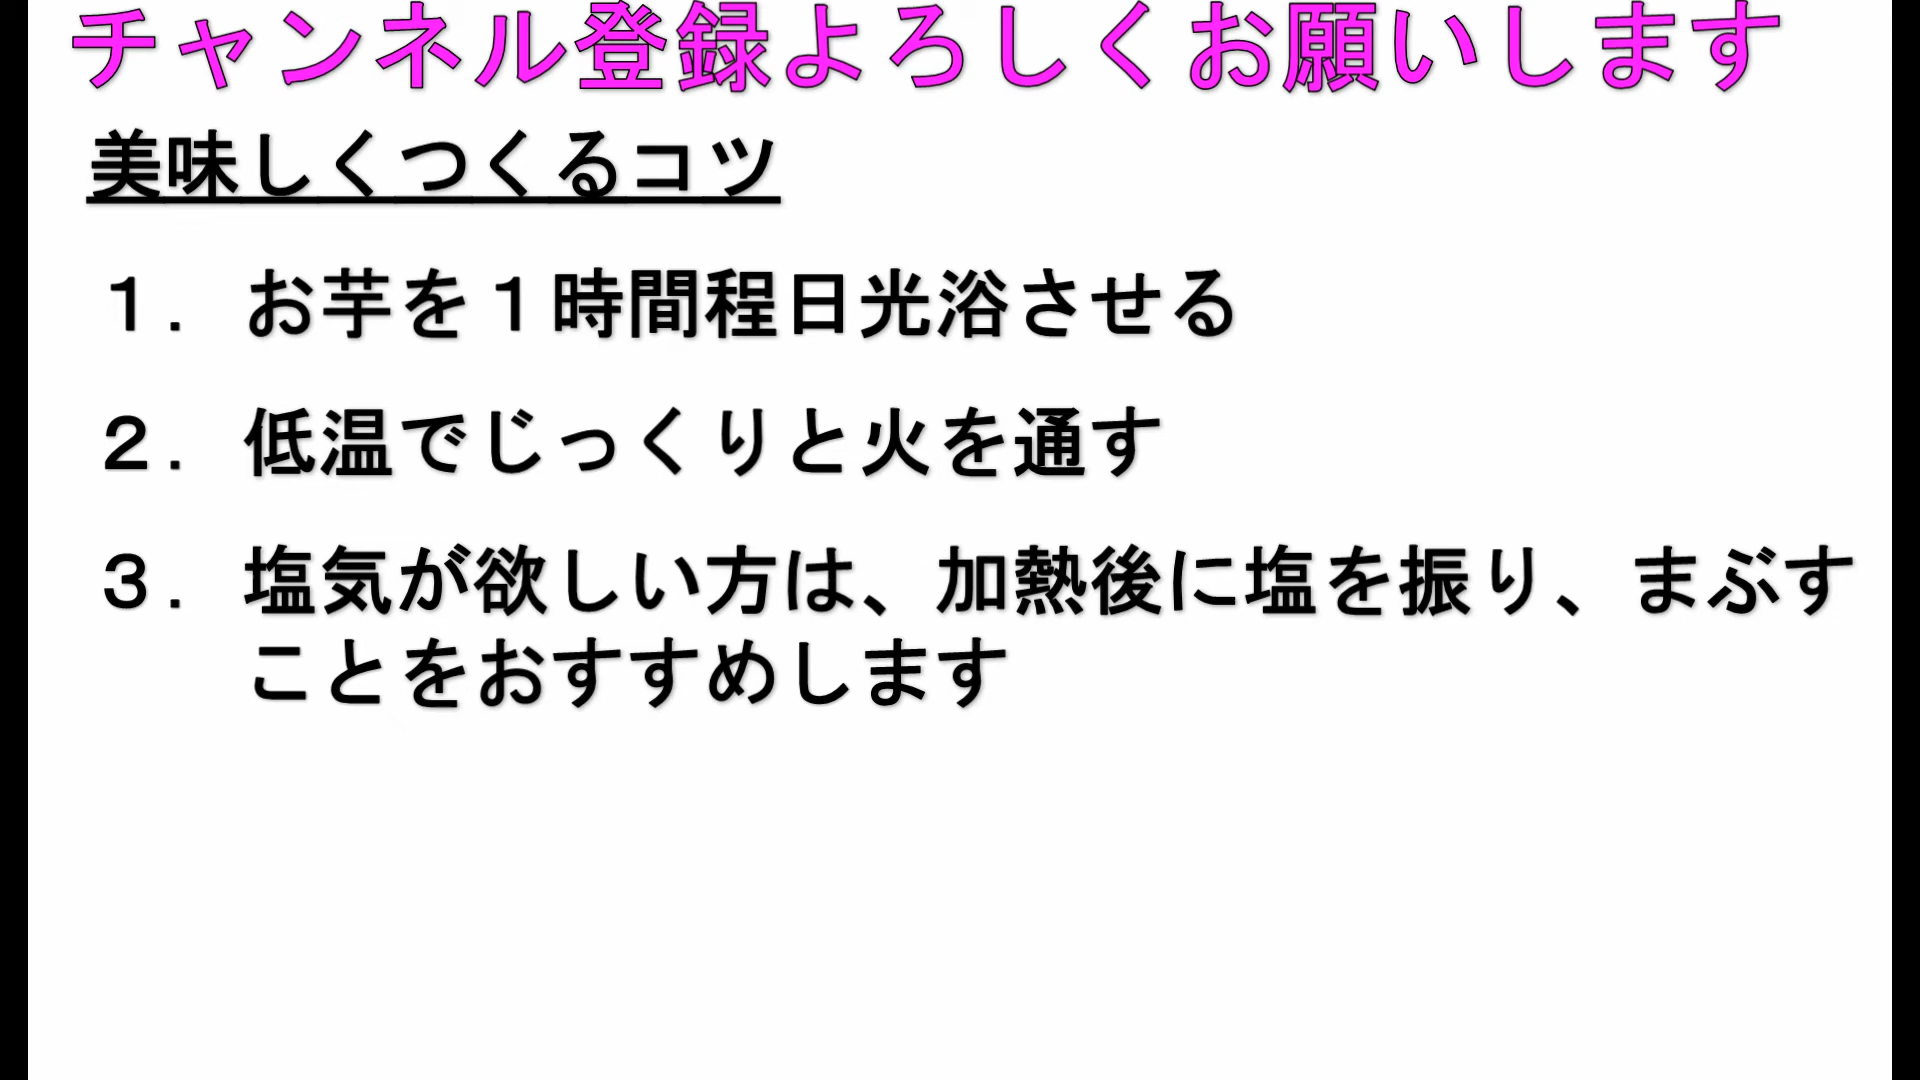 チャンネル登録よろしくお願いします
美味しくつくるコツ
１．お芋を１時間程日光浴させる
２．低温でじっくりと火を通す
３．塩気が欲しい方は、加熱後に塩を振り、まぶす
ことをおすすめします